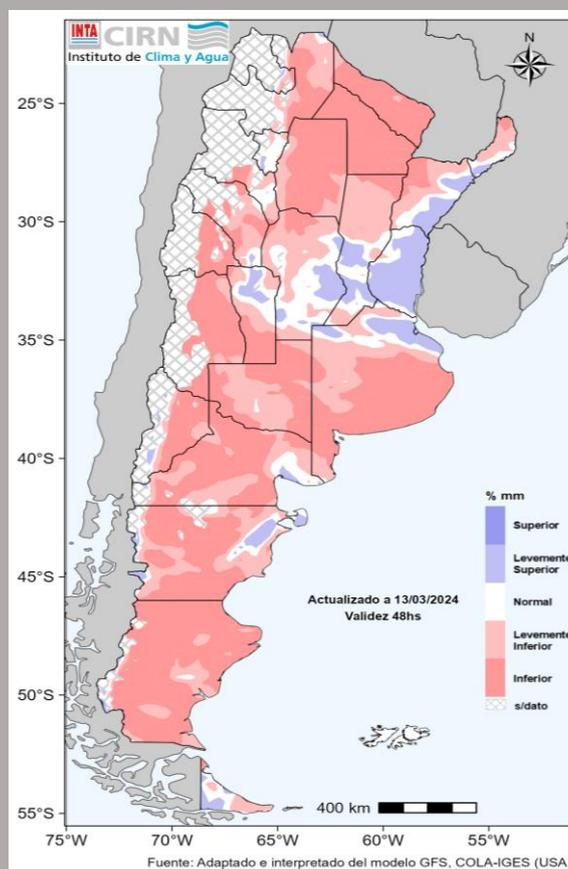 INTA CIRN
Instituto de Clima y Agua
N
25°S
30°S
35°S
40°S
45°S
50°S
55°S
% mm
Superior
Levemente
Superior
Normal
Levemente
Inferior
Inferior
s/dato
Actualizado a 13/03/2024
Validez 48hs
400 km
75°W
70°W
65°W
60°W
55°W
Fuente: Adaptado e interpretado del modelo GFS, COLA-IGES (USA